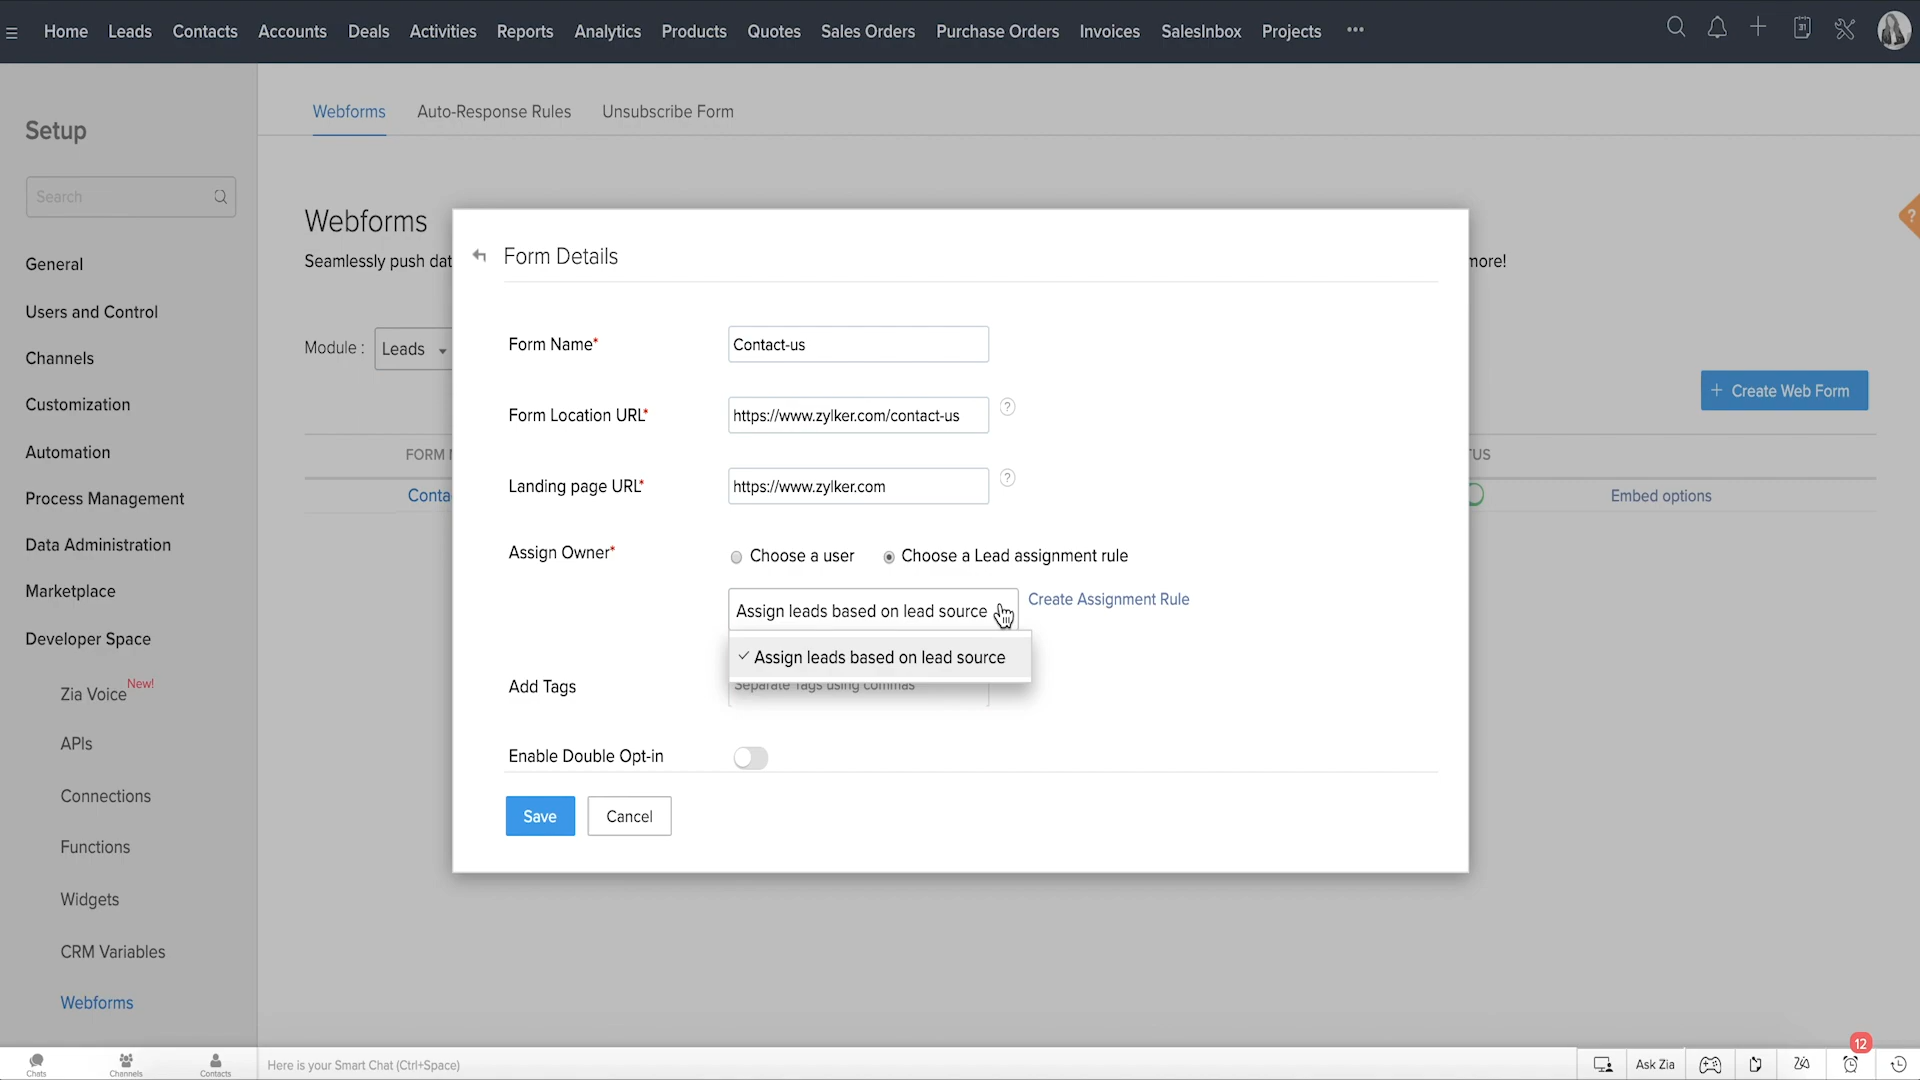 Home Leads Contacts Accounts Deals Activities Reports Analytics Products Quotes Sales Orders Purchase Orders Invoices SalesInbox Projects •••
Webforms Auto-Response Rules Unsubscribe Form
Setup
Search
Webforms
Seamlessly push dat
more!
?
Form Details
General
Users and Control
Channels
Customization
Automation
Process Management
Data Administration
Marketplace
Developer Space
Zia Voice New!
APIs
Connections
Functions
Widgets
CRM Variables
Webforms
Module : Leads
+ Create Web Form
FORM N
TUS
Conta
Embed options
Form Name* Contact-us
Form Location URL* https://www.zylker.com/contact-us ?
Landing page URL* https://www.zylker.com ?
Assign Owner* Choose a user Choose a Lead assignment rule
Assign leads based on lead source Create Assignment Rule
Assign leads based on lead source
Add Tags Separate Tags using commas
Enable Double Opt-in
Save Cancel
Chats Channels Contacts Here is your Smart Chat (Ctrl+Space) Ask Zia 12